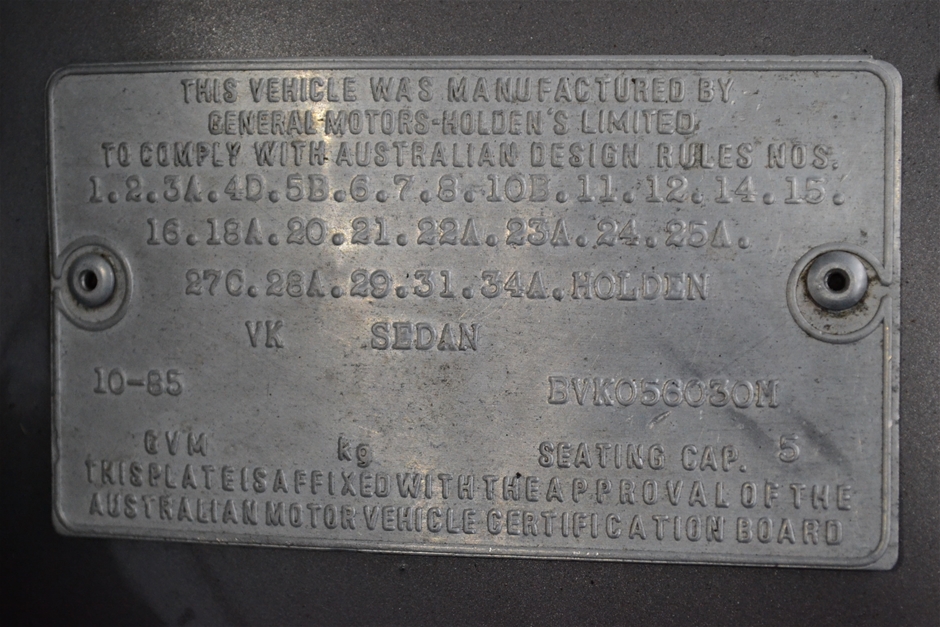 THIS VEHICLE WAS MANUFACTURED BY
GENERAL MOTORS-HOLDEN'S LIMITED
TO COMPLY WITH AUSTRALIAN DESIGN RULES NOS.
1.2.3A.4D.5B.6.7.8.10B.11.12.14.15.
16.18A.20.21.22A.23A.24.25A.
27C.28A.29.31.34A.HOLDEN
VK SEDAN
10-85 BVK056030M
GVM kg SEATING CAP. 5
THIS PLATE IS AFFIXED WITH THE APPROVAL OF THE
AUSTRALIAN MOTOR VEHICLE CERTIFICATION BOARD